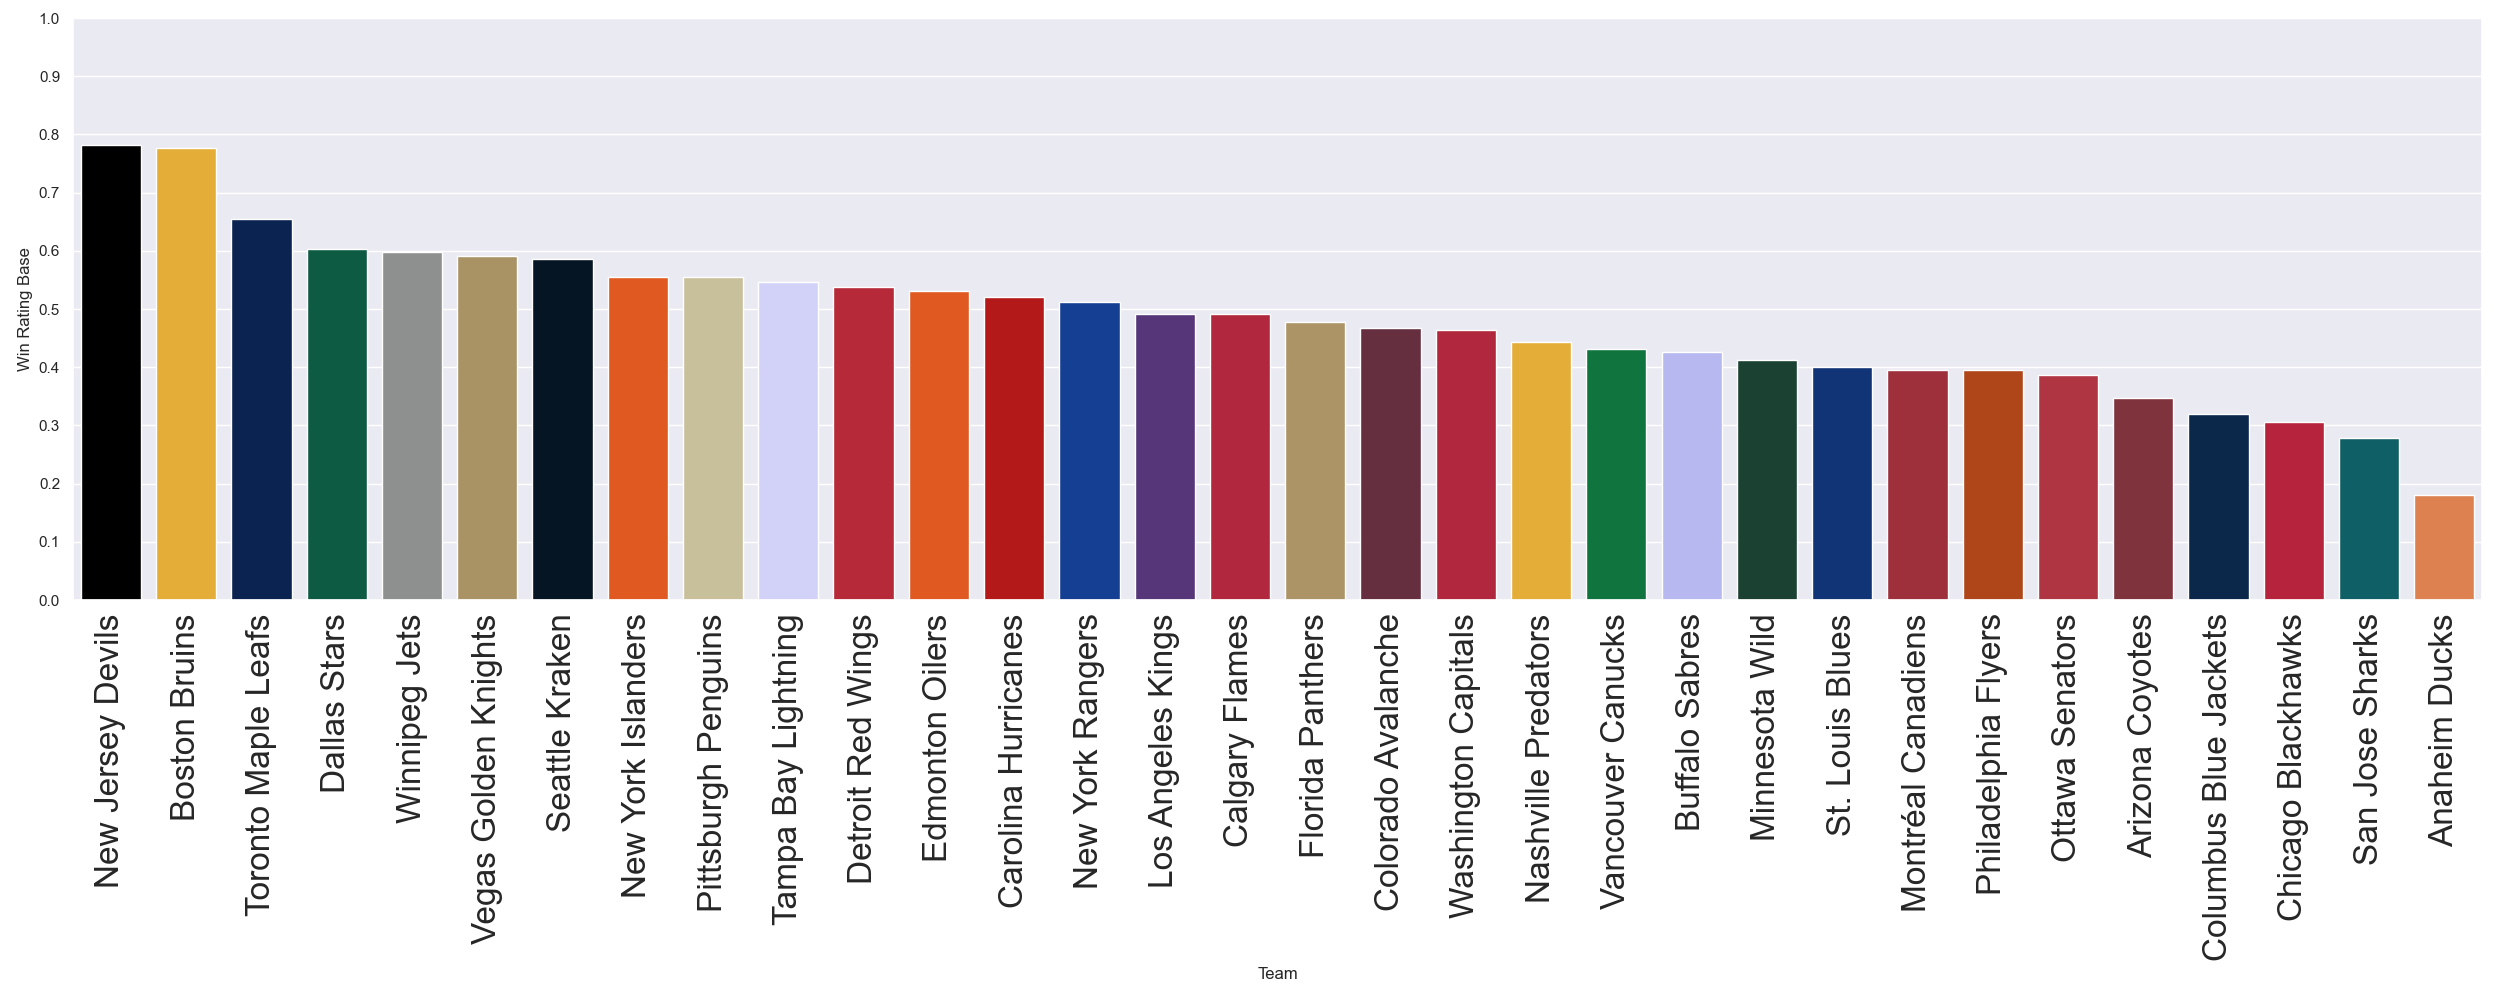 1.0
0.9
0.8
0.7
0.6
0.5
0.4
0.3
0.2
0.1
0.0
Win Rating Base
New Jersey Devils
Boston Bruins
Toronto Maple Leafs
Dallas Stars
Winnipeg Jets
Vegas Golden Knights
Seattle Kraken
New York Islanders
Pittsburgh Penguins
Tampa Bay Lightning
Detroit Red Wings
Edmonton Oilers
Carolina Hurricanes
New York Rangers
Los Angeles Kings
Calgary Flames
Florida Panthers
Colorado Avalanche
Washington Capitals
Nashville Predators
Vancouver Canucks
Buffalo Sabres
Minnesota Wild
St. Louis Blues
Montréal Canadiens
Philadelphia Flyers
Ottawa Senators
Arizona Coyotes
Columbus Blue Jackets
Chicago Blackhawks
San Jose Sharks
Anaheim Ducks
Team